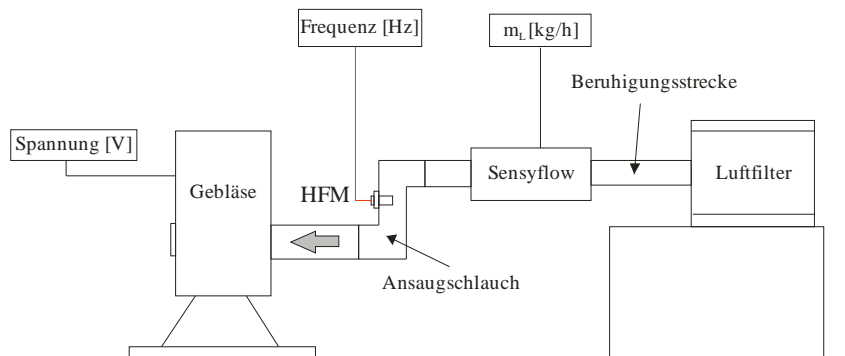 Frequenz [Hz]
m_L [kg/h]
Beruhigungsstrecke
Spannung [V]
Gebläse
HFM
Sensyflow
Luftfilter
Ansaugschlauch